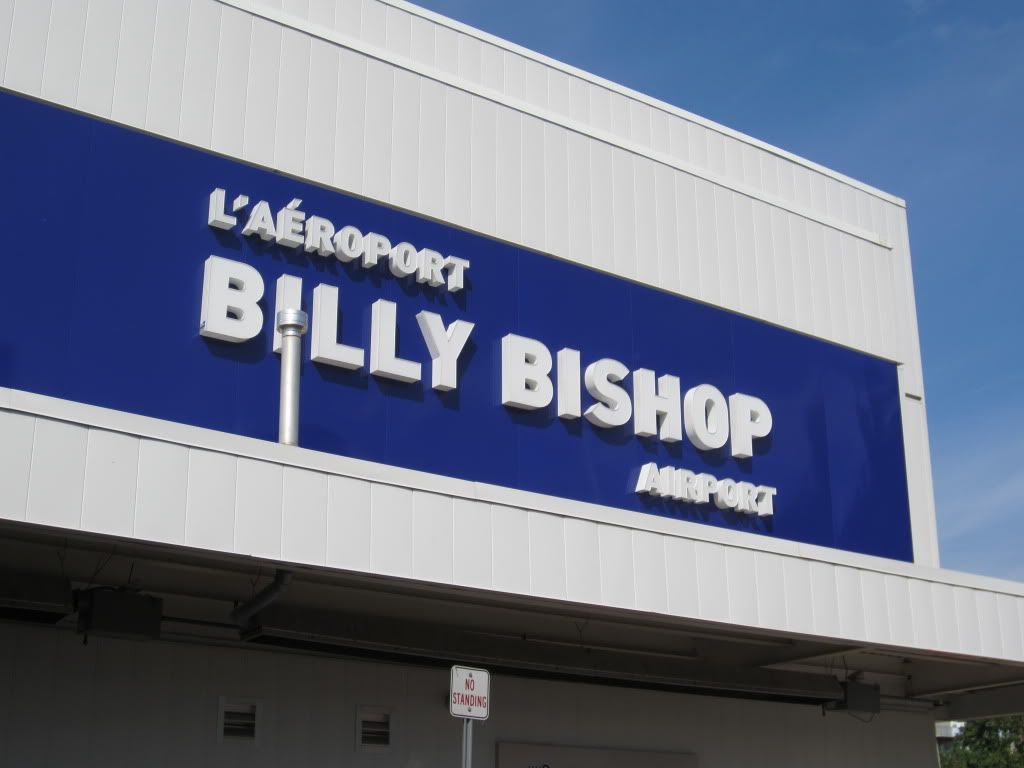 L'AÉROPORT
BILLY BISHOP
AIRPORT
NO
STANDING